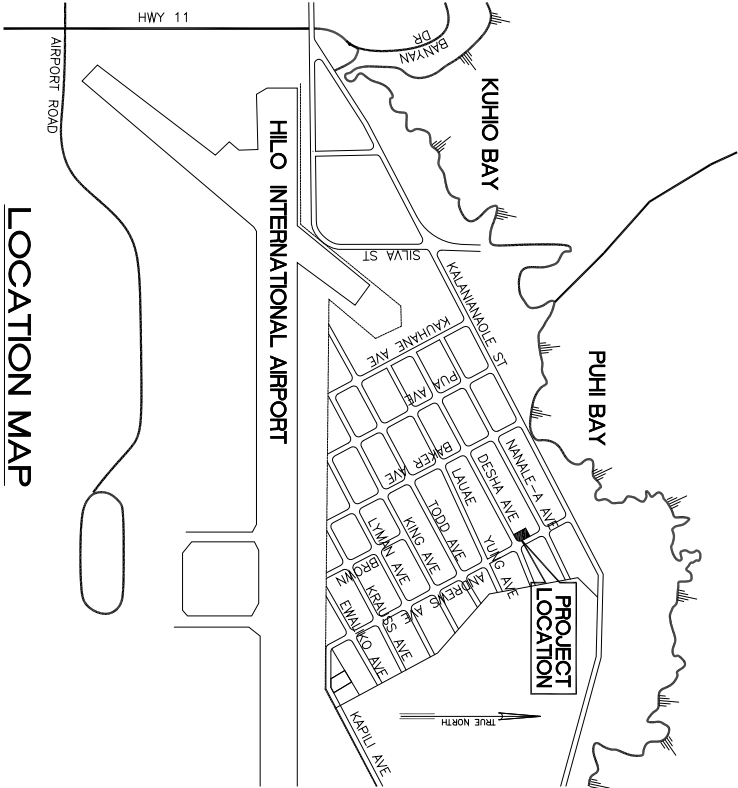 HWY 11
AIRPORT ROAD
BANYAN
DR
KUHIO BAY
HILO INTERNATIONAL AIRPORT
SILVA ST
KALANIANAOLE ST
KAUHANE AVE
PUA AVE
PUHI BAY
BAKER AVE
NANALE-A AVE
DESHA AVE
LAUAE
TODD AVE
KING AVE
LYMAN AVE
YUNG AVE
BROWN
ANDREWS AVE
KRAUSS AVE
EWALIKO AVE
PROJECT
LOCATION
TRUE NORTH
KAPILI AVE
LOCATION MAP